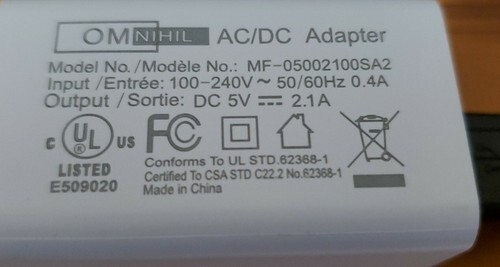 OMNIHIL AC/DC Adapter
Model No./Modèle No.: MF-05002100SA2
Input /Entrée: 100-240V ~ 50/60Hz 0.4A
Output /Sortie: DC 5V ⎓ 2.1A
C UL US FC
LISTED
E509020
Conforms To UL STD.62368-1
Certified To CSA STD C22.2 No.62368-1
Made in China